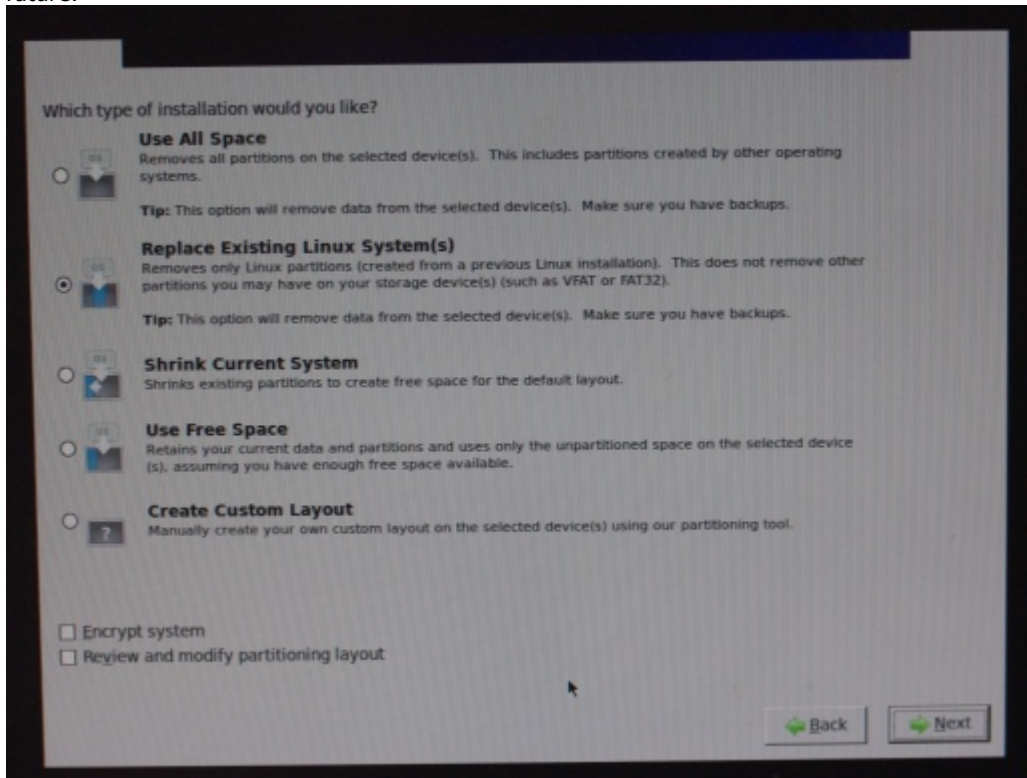 Which type of installation would you like?
Use All Space
Removes all partitions on the selected device(s). This includes partitions created by other operating
systems.
Tip: This option will remove data from the selected device(s). Make sure you have backups.
Replace Existing Linux System(s)
Removes only Linux partitions (created from a previous Linux installation). This does not remove other
partitions you may have on your storage device(s) (such as VFAT or FAT32).
Tip: This option will remove data from the selected device(s). Make sure you have backups.
Shrink Current System
Shrinks existing partitions to create free space for the default layout.
Use Free Space
Retains your current data and partitions and uses only the unpartitioned space on the selected device
(s), assuming you have enough free space available.
Create Custom Layout
Manually create your own custom layout on the selected device(s) using our partitioning tool.
Encrypt system
Review and modify partitioning layout
Back
Next